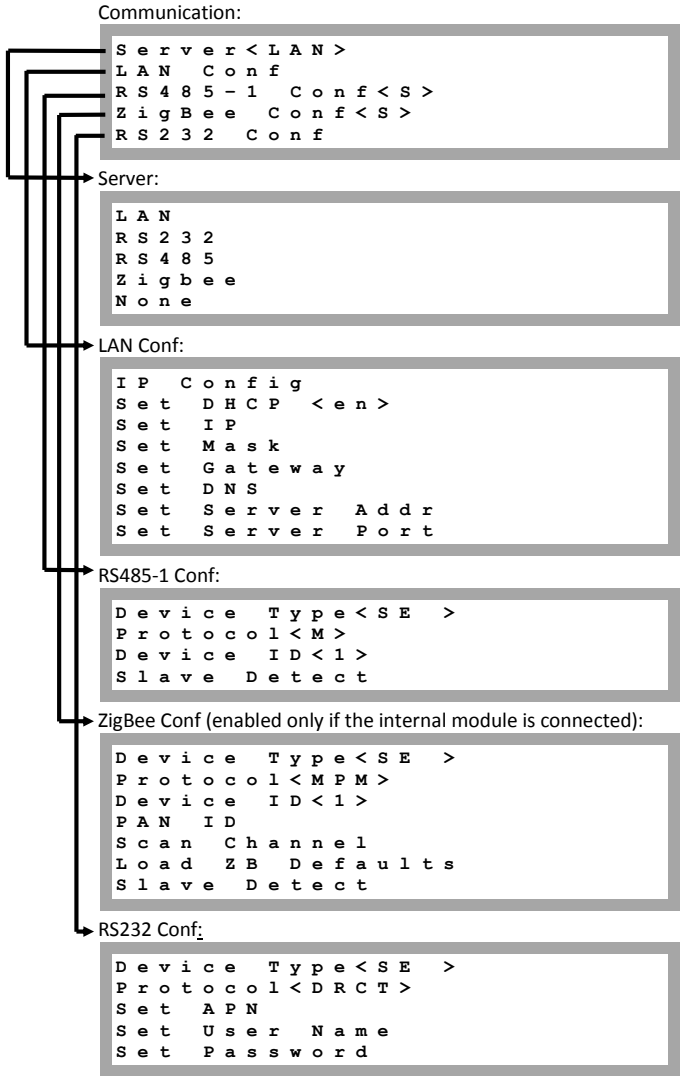 Communication:
Server<LAN>
LAN Conf
RS485-1 Conf<S>
ZigBee Conf<S>
RS232 Conf
Server:
LAN
RS232
RS485
Zigbee
None
LAN Conf:
IP Config
Set DHCP <en>
Set IP
Set Mask
Set Gateway
Set DNS
Set Server Addr
Set Server Port
RS485-1 Conf:
Device Type<SE >
Protocol<M>
Device ID<1>
Slave Detect
ZigBee Conf (enabled only if the internal module is connected):
Device Type<SE >
Protocol<MPM>
Device ID<1>
PAN ID
Scan Channel
Load ZB Defaults
Slave Detect
RS232 Conf:
Device Type<SE >
Protocol<DRCT>
Set APN
Set User Name
Set Password